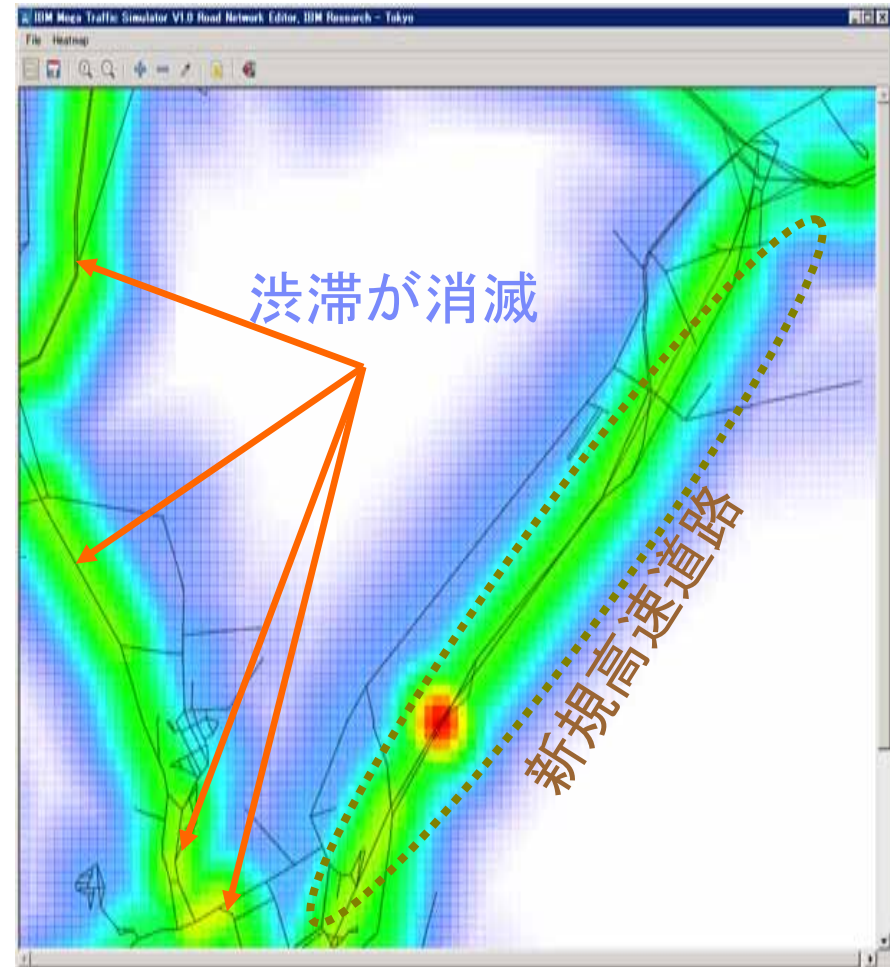 IBM Mega Traffic Simulator V1.0 Road Network Editor, IBM Research - Tokyo
File Heatmap
渋滞が消滅
新規高速道路